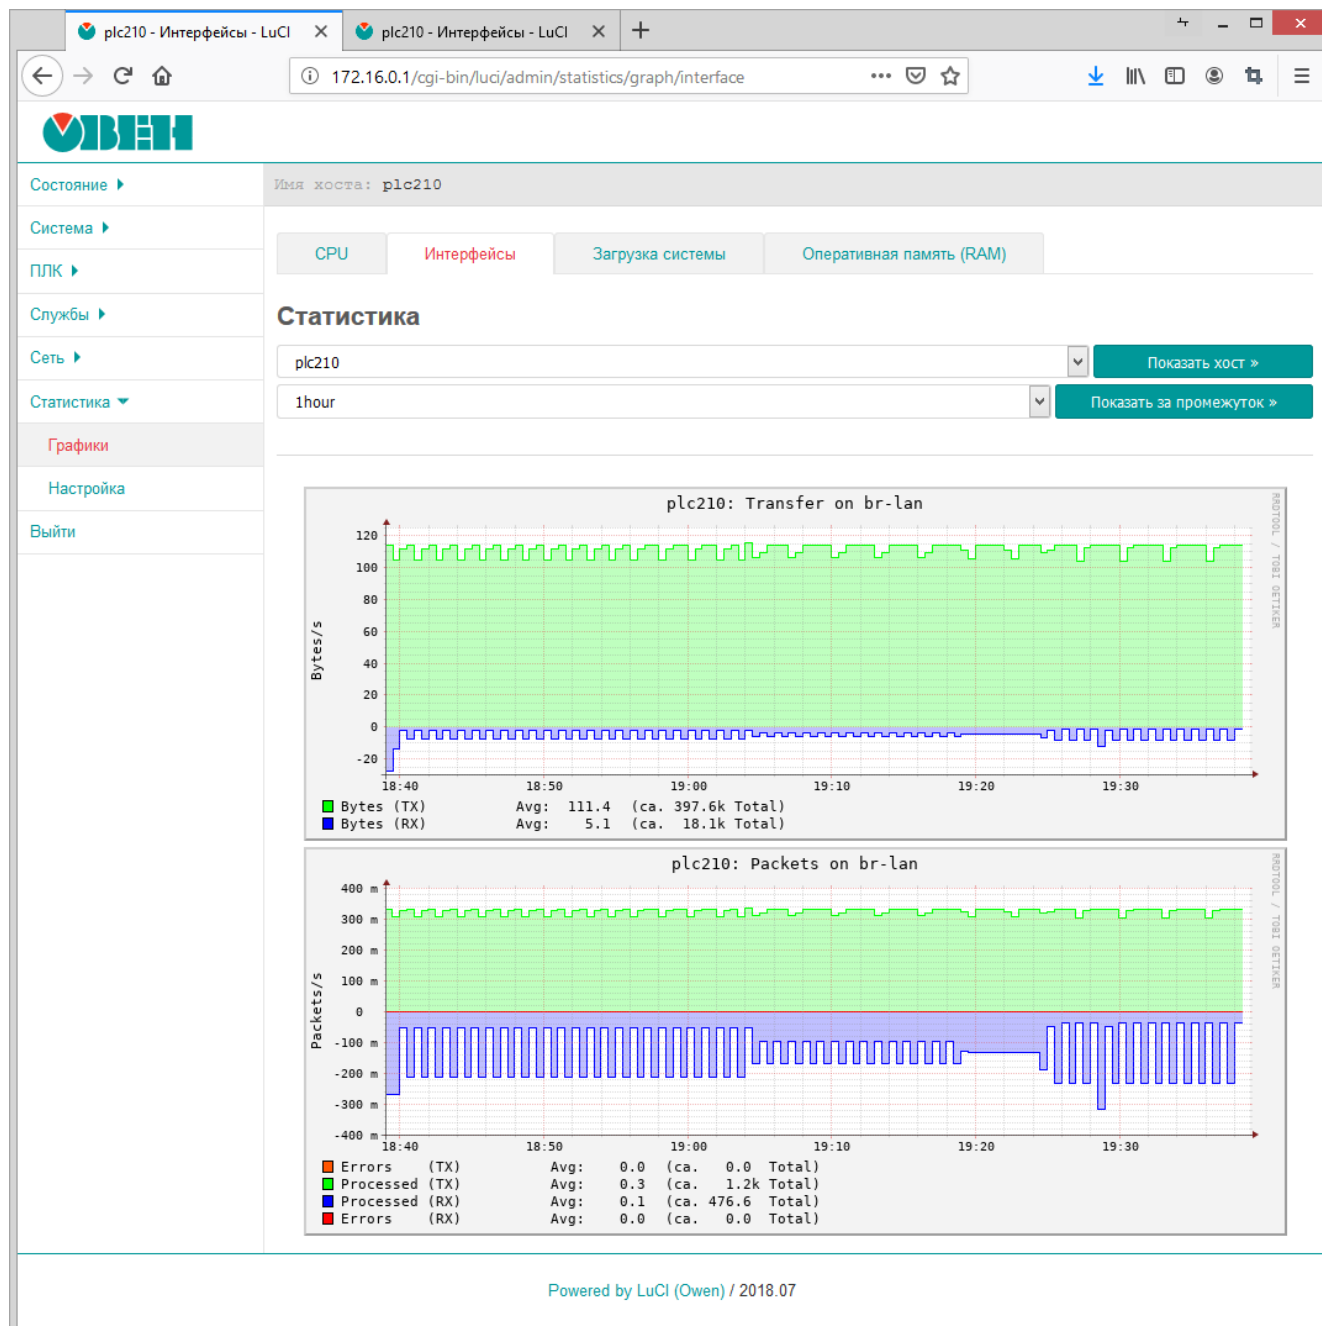 plc210 - Интерфейсы - LuCI
plc210 - Интерфейсы - LuCI
172.16.0.1/cgi-bin/luci/admin/statistics/graph/interface
ОВЕН
Имя хоста: plc210
Состояние
Система
ПЛК
Службы
Сеть
Статистика
Графики
Настройка
Выйти
CPU
Интерфейсы
Загрузка системы
Оперативная память (RAM)
Статистика
plc210
Показать хост »
1hour
Показать за промежуток »
plc210: Transfer on br-lan
RRDTOOL / TOBI OETIKER
Bytes/s
120
100
80
60
40
20
0
-20
18:40 18:50 19:00 19:10 19:20 19:30
Bytes (TX) Avg: 111.4 (ca. 397.6k Total)
Bytes (RX) Avg: 5.1 (ca. 18.1k Total)
plc210: Packets on br-lan
RRDTOOL / TOBI OETIKER
Packets/s
400 m
300 m
200 m
100 m
0
-100 m
-200 m
-300 m
-400 m
18:40 18:50 19:00 19:10 19:20 19:30
Errors (TX) Avg: 0.0 (ca. 0.0 Total)
Processed (TX) Avg: 0.3 (ca. 1.2k Total)
Processed (RX) Avg: 0.1 (ca. 476.6 Total)
Errors (RX) Avg: 0.0 (ca. 0.0 Total)
Powered by LuCI (Owen) / 2018.07